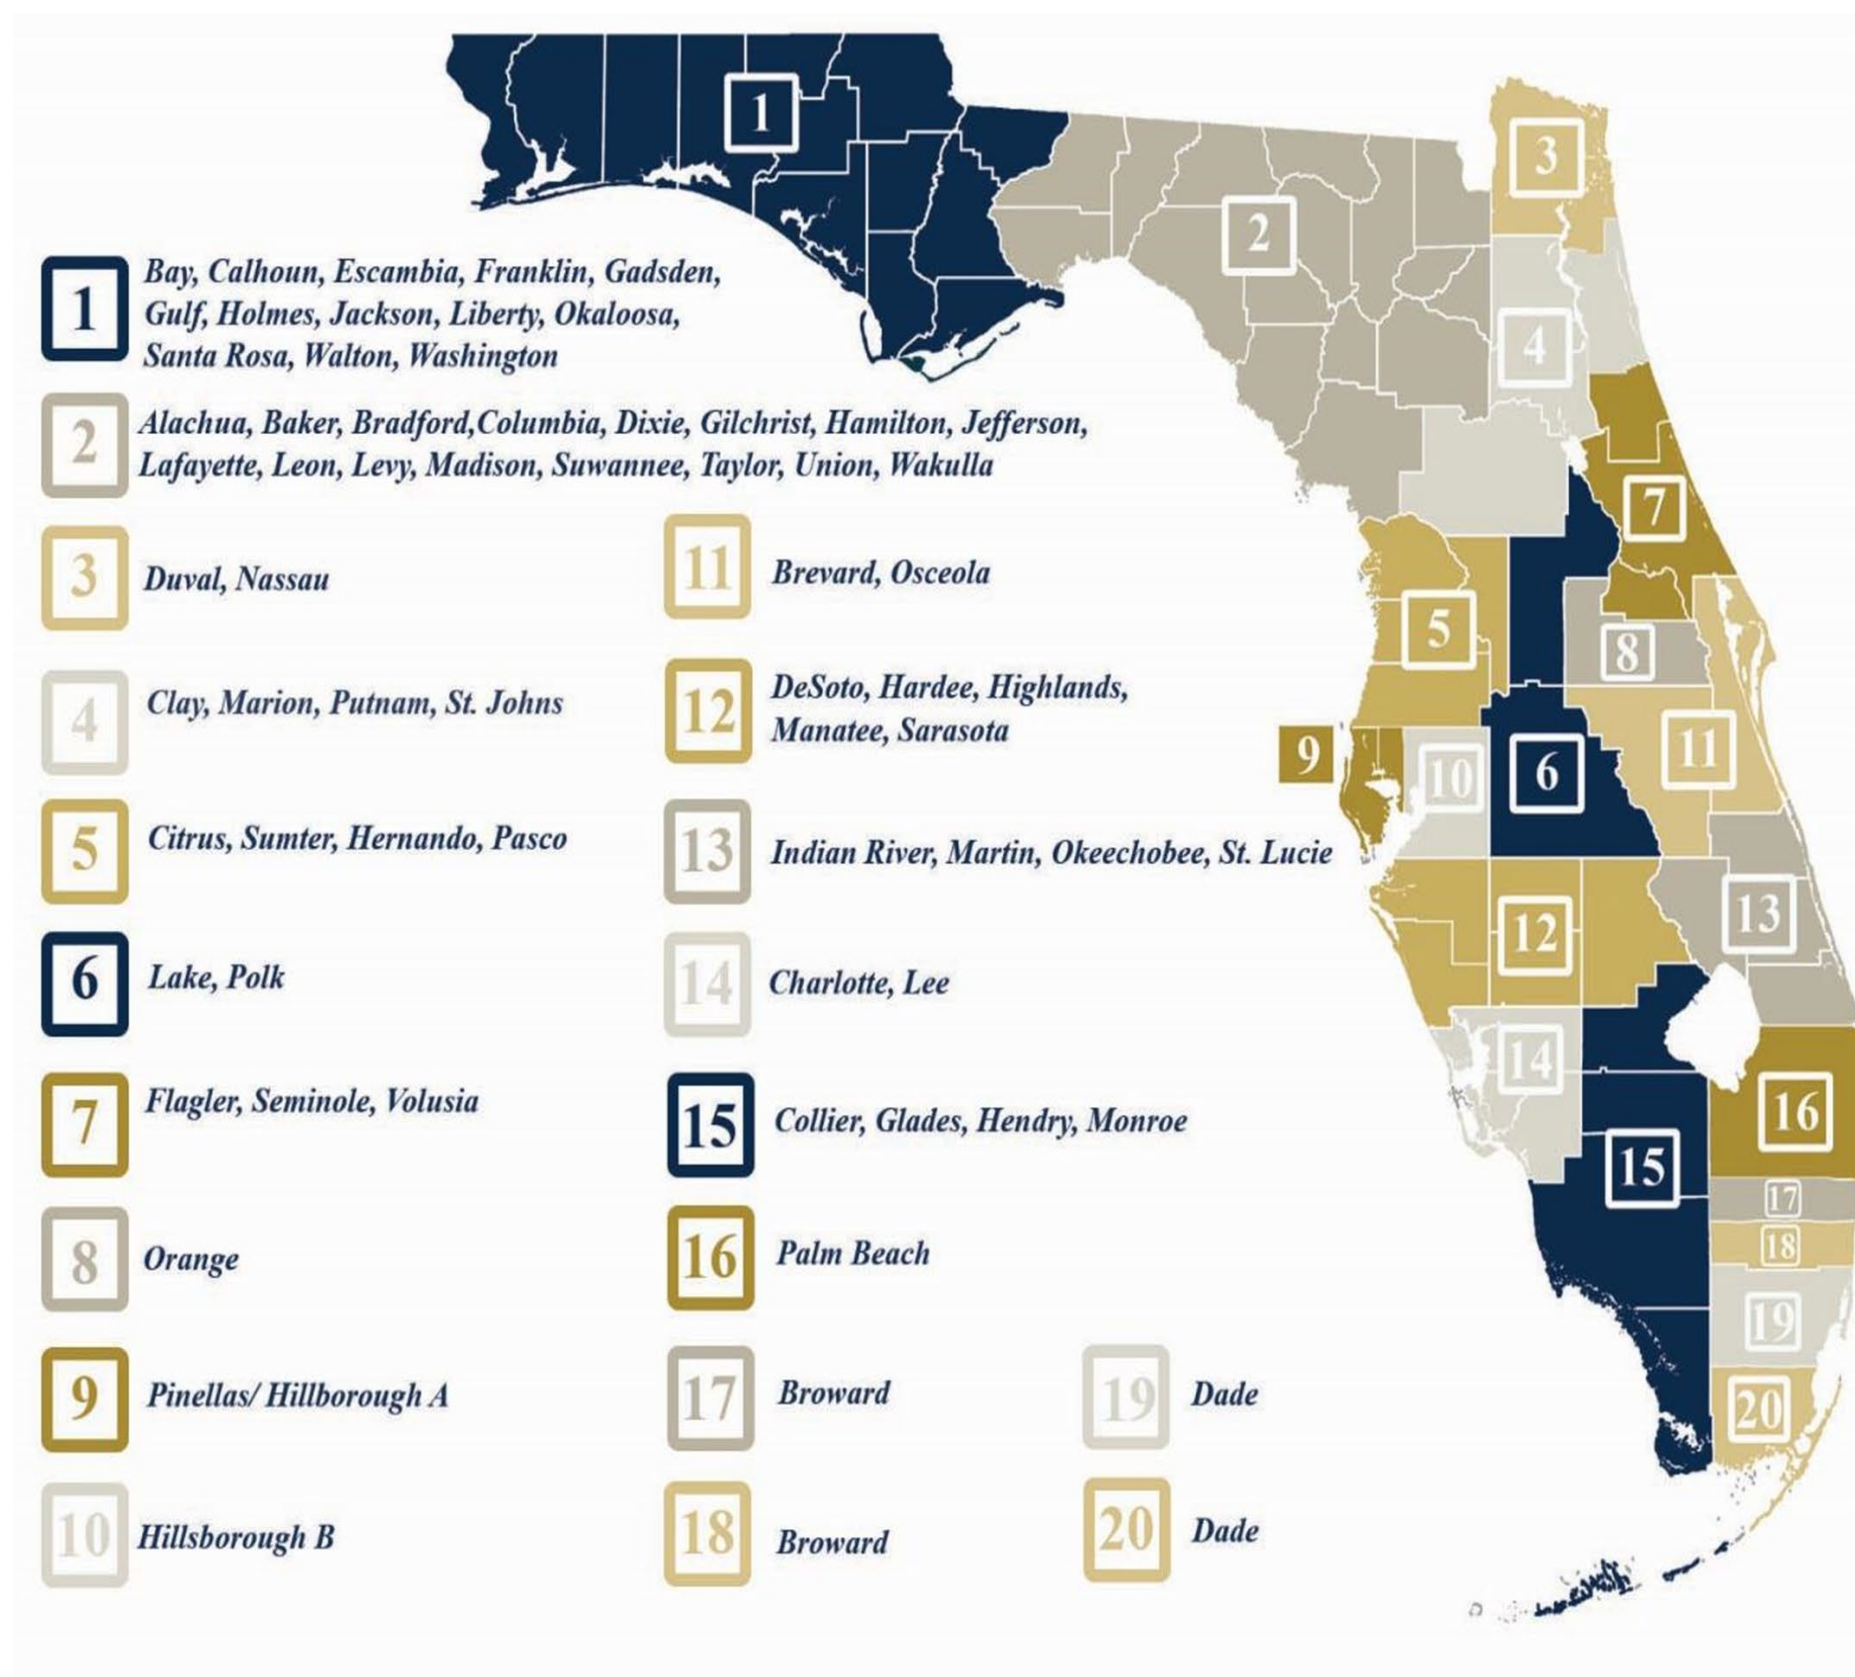 1
Bay, Calhoun, Escambia, Franklin, Gadsden,
Gulf, Holmes, Jackson, Liberty, Okaloosa,
Santa Rosa, Walton, Washington
2
Alachua, Baker, Bradford,Columbia, Dixie, Gilchrist, Hamilton, Jefferson,
Lafayette, Leon, Levy, Madison, Suwannee, Taylor, Union, Wakulla
3
Duval, Nassau
4
Clay, Marion, Putnam, St. Johns
5
Citrus, Sumter, Hernando, Pasco
6
Lake, Polk
7
Flagler, Seminole, Volusia
8
Orange
9
Pinellas/ Hillborough A
10
Hillsborough B
11
Brevard, Osceola
12
DeSoto, Hardee, Highlands,
Manatee, Sarasota
13
Indian River, Martin, Okeechobee, St. Lucie
14
Charlotte, Lee
15
Collier, Glades, Hendry, Monroe
16
Palm Beach
17
Broward
18
Broward
19
Dade
20
Dade
1
2
3
4
5
6
7
8
9
10
11
12
13
14
15
16
17
18
19
20